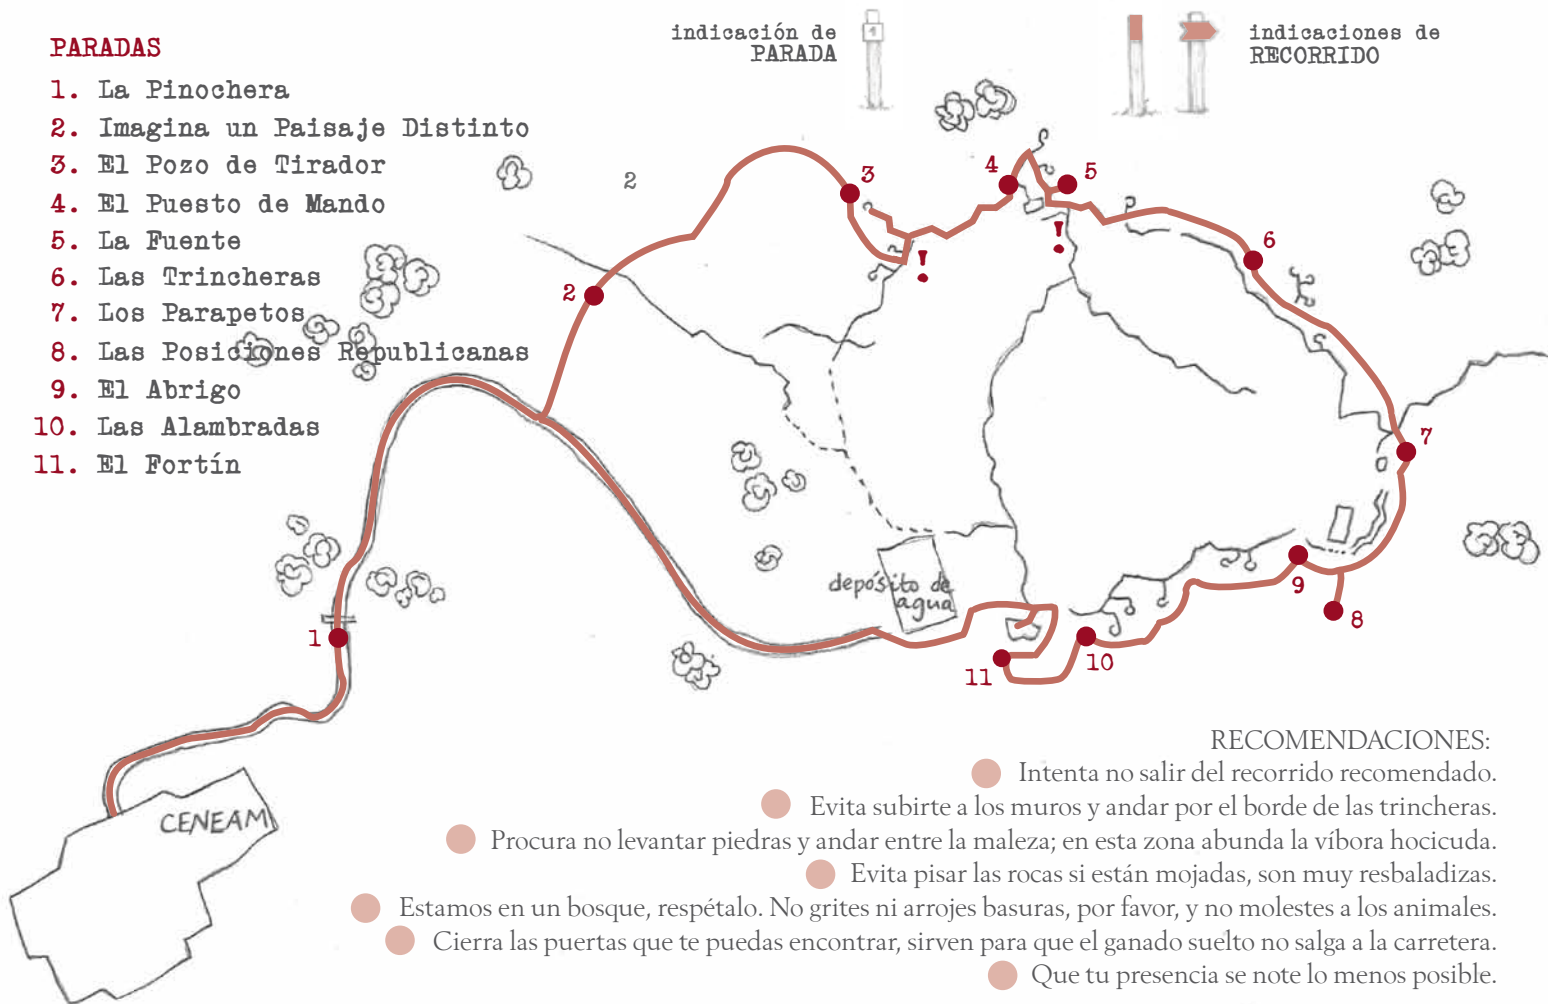 indicación de
PARADA
1
indicaciones de
RECORRIDO
PARADAS
1. La Pinochera
2. Imagina un Paisaje Distinto
3. El Pozo de Tirador
4. El Puesto de Mando
5. La Fuente
6. Las Trincheras
7. Los Parapetos
8. Las Posiciones Republicanas
9. El Abrigo
10. Las Alambradas
11. El Fortín
2
3
4
5
!
!
6
2
7
depósito de
agua
9
8
1
10
11
CENEAM
RECOMENDACIONES:
Intenta no salir del recorrido recomendado.
Evita subirte a los muros y andar por el borde de las trincheras.
Procura no levantar piedras y andar entre la maleza; en esta zona abunda la víbora hocicuda.
Evita pisar las rocas si están mojadas, son muy resbaladizas.
Estamos en un bosque, respétalo. No grites ni arrojes basuras, por favor, y no molestes a los animales.
Cierra las puertas que te puedas encontrar, sirven para que el ganado suelto no salga a la carretera.
Que tu presencia se note lo menos posible.